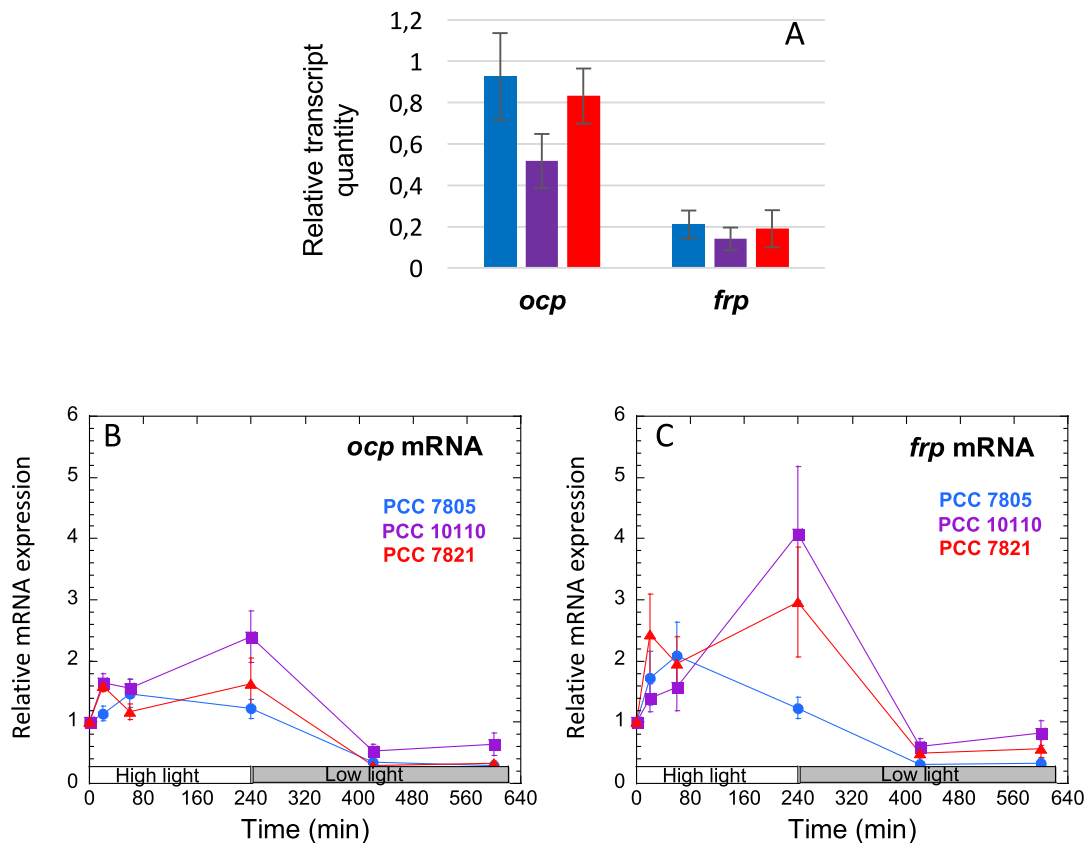 A
Relative transcript
quantity
1,2
1
0,8
0,6
0,4
0,2
0
ocp
frp
B
ocp mRNA
PCC 7805
PCC 10110
PCC 7821
Relative mRNA expression
6
5
4
3
2
1
0
High light
Low light
0 80 160 240 320 400 480 560 640
Time (min)
C
frp mRNA
PCC 7805
PCC 10110
PCC 7821
Relative mRNA expression
6
5
4
3
2
1
0
High light
Low light
0 80 160 240 320 400 480 560 640
Time (min)